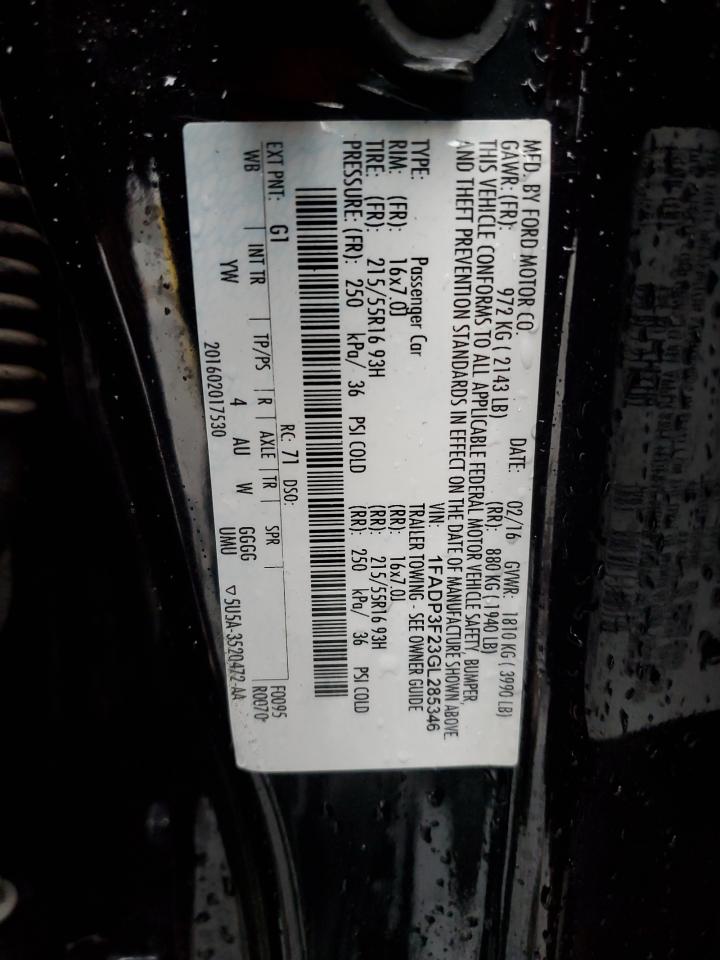 MFD. BY FORD MOTOR CO.
DATE: 02/16 GVWR: 1810 KG ( 3990 LB)
GAWR: (FR): 972 KG ( 2143 LB) (RR): 880 KG ( 1940 LB)
THIS VEHICLE CONFORMS TO ALL APPLICABLE FEDERAL MOTOR VEHICLE SAFETY, BUMPER,
AND THEFT PREVENTION STANDARDS IN EFFECT ON THE DATE OF MANUFACTURE SHOWN ABOVE.
VIN: 1FADP3F23GL285346
TYPE: Passenger Car TRAILER TOWING - SEE OWNER GUIDE
RIM: (FR): 16x7.0J (RR): 16x7.0J
TIRE: (FR): 215/55R16 93H (RR): 215/55R16 93H
PRESSURE: (FR): 250 kPa/ 36 PSI COLD (RR): 250 kPa/ 36 PSI COLD
EXT PNT: G1 RC: 71 DSO: F0095
WB INT TR TP/PS R AXLE TR SPR R0070
YW 4 AU W GGGG
UMU
201602017530 5U5A-3520472-AA